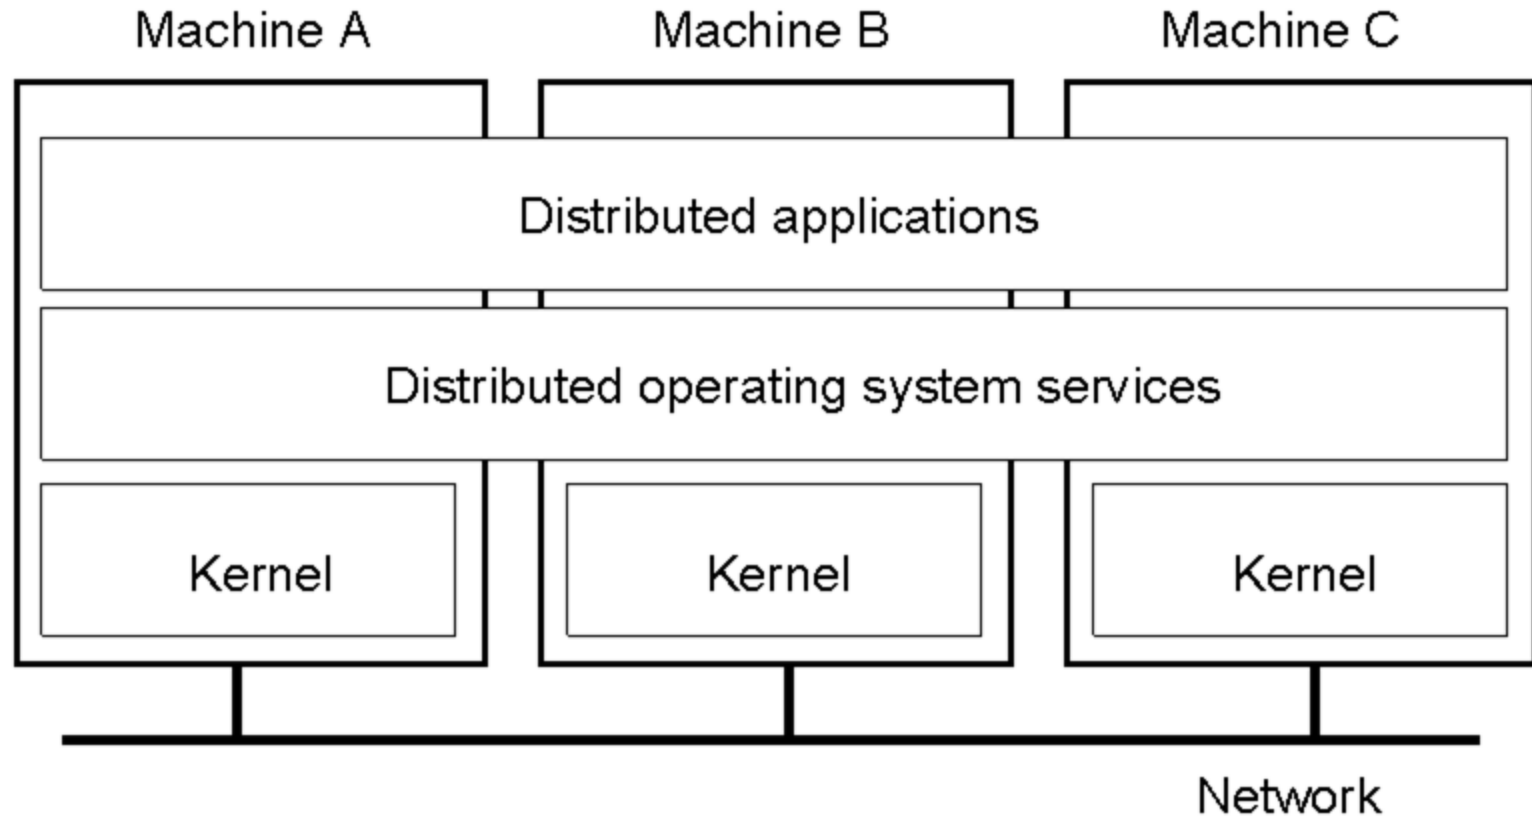 Machine A Machine B Machine C
Distributed applications
Distributed operating system services
Kernel Kernel Kernel
Network